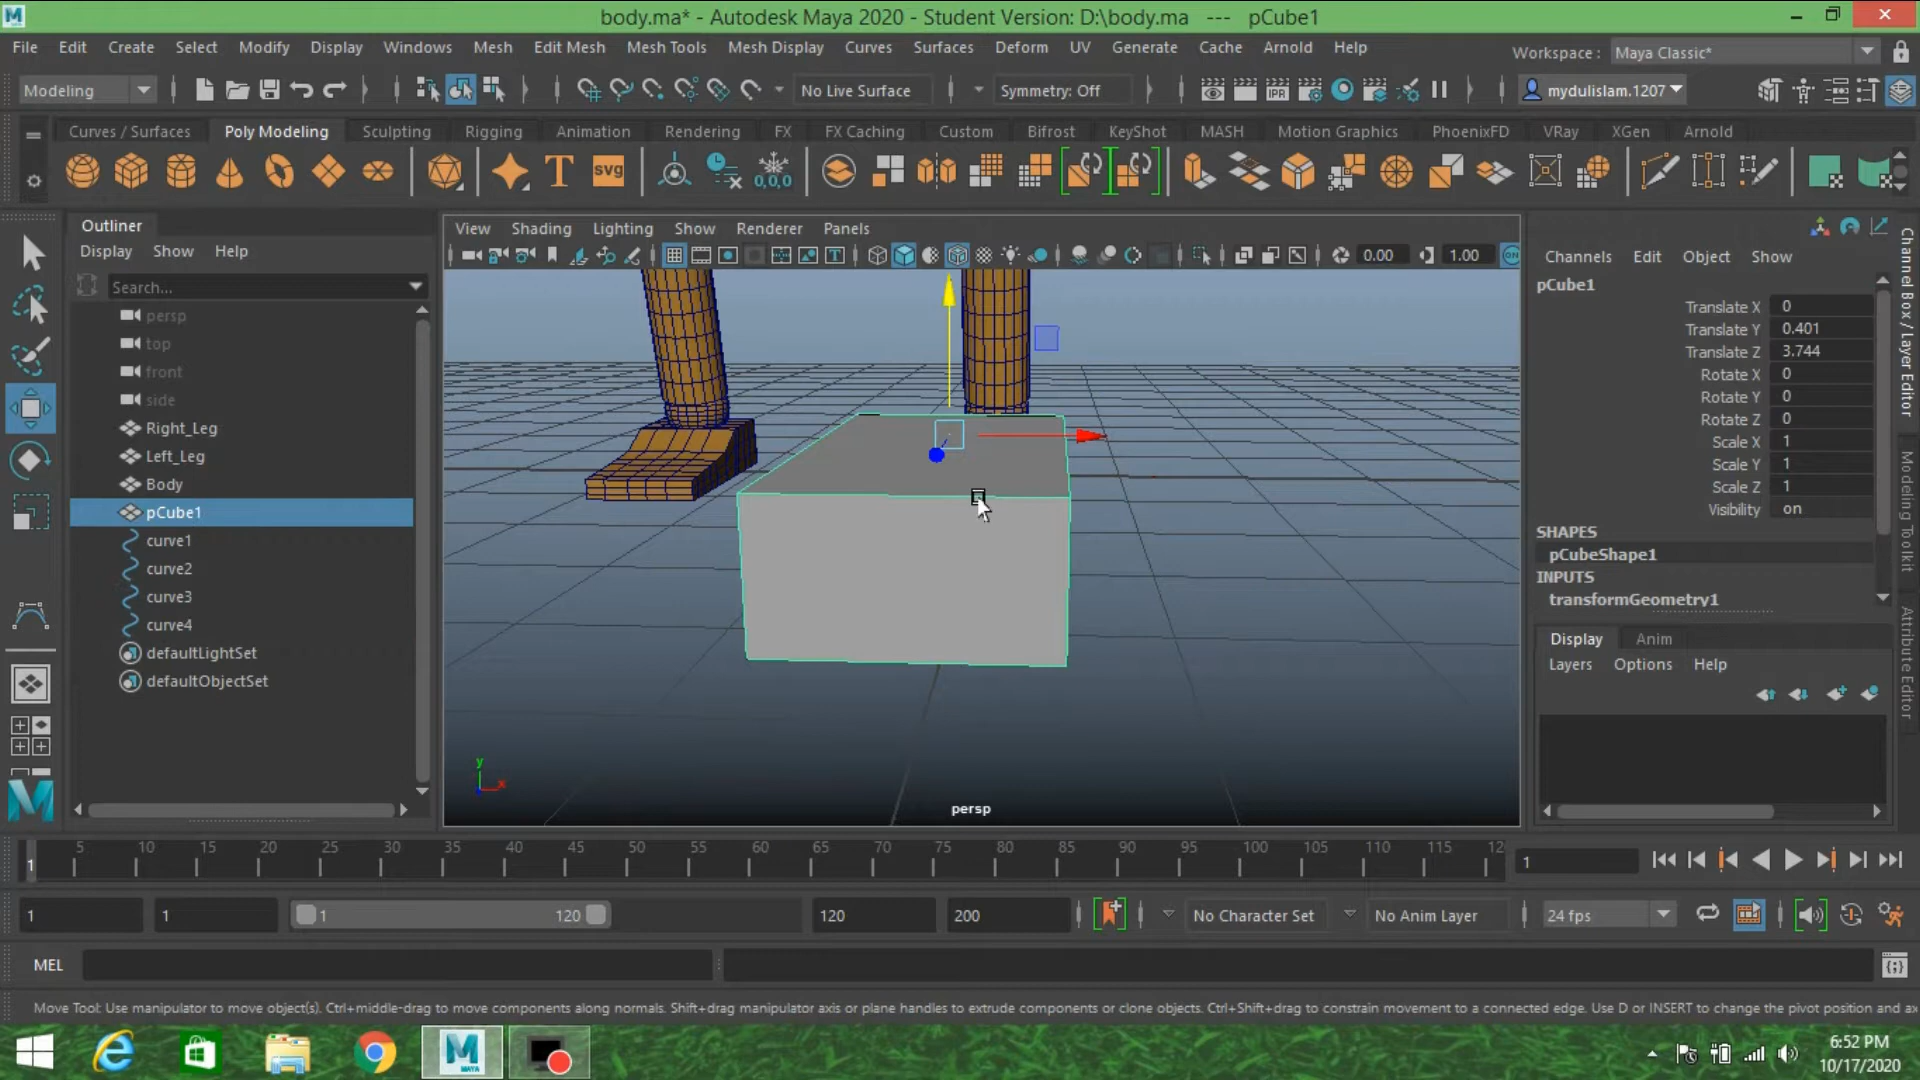 body.ma* - Autodesk Maya 2020 - Student Version: D:\body.ma --- pCube1
File Edit Create Select Modify Display Windows Mesh Edit Mesh Mesh Tools Mesh Display Curves Surfaces Deform UV Generate Cache Arnold Help
Workspace : Maya Classic*
Modeling No Live Surface Symmetry: Off mydulislam.1207
Curves / Surfaces Poly Modeling Sculpting Rigging Animation Rendering FX FX Caching Custom Bifrost KeyShot MASH Motion Graphics PhoenixFD VRay XGen Arnold
IPR
T
svg
0,0,0
Outliner
Display Show Help
Search...
persp
top
front
side
Right_Leg
Left_Leg
Body
pCube1
curve1
curve2
curve3
curve4
defaultLightSet
defaultObjectSet
View Shading Lighting Show Renderer Panels
0.00 1.00 ON
y
x
persp
Channels Edit Object Show
pCube1
Translate X 0
Translate Y 0.401
Translate Z 3.744
Rotate X 0
Rotate Y 0
Rotate Z 0
Scale X 1
Scale Y 1
Scale Z 1
Visibility on
SHAPES
pCubeShape1
INPUTS
transformGeometry1
Display Anim
Layers Options Help
Channel Box / Layer Editor
Modeling Toolkit
Attribute Editor
1 5 10 15 20 25 30 35 40 45 50 55 60 65 70 75 80 85 90 95 100 105 110 115 12
1
1 1 1 120 120 200 No Character Set No Anim Layer 24 fps
MEL
Move Tool: Use manipulator to move object(s). Ctrl+middle-drag to move components along normals. Shift+drag manipulator axis or plane handles to extrude components or clone objects. Ctrl+Shift+drag to constrain movement to a connected edge. Use D or INSERT to change the pivot position and ax
MAYA
6:52 PM
10/17/2020